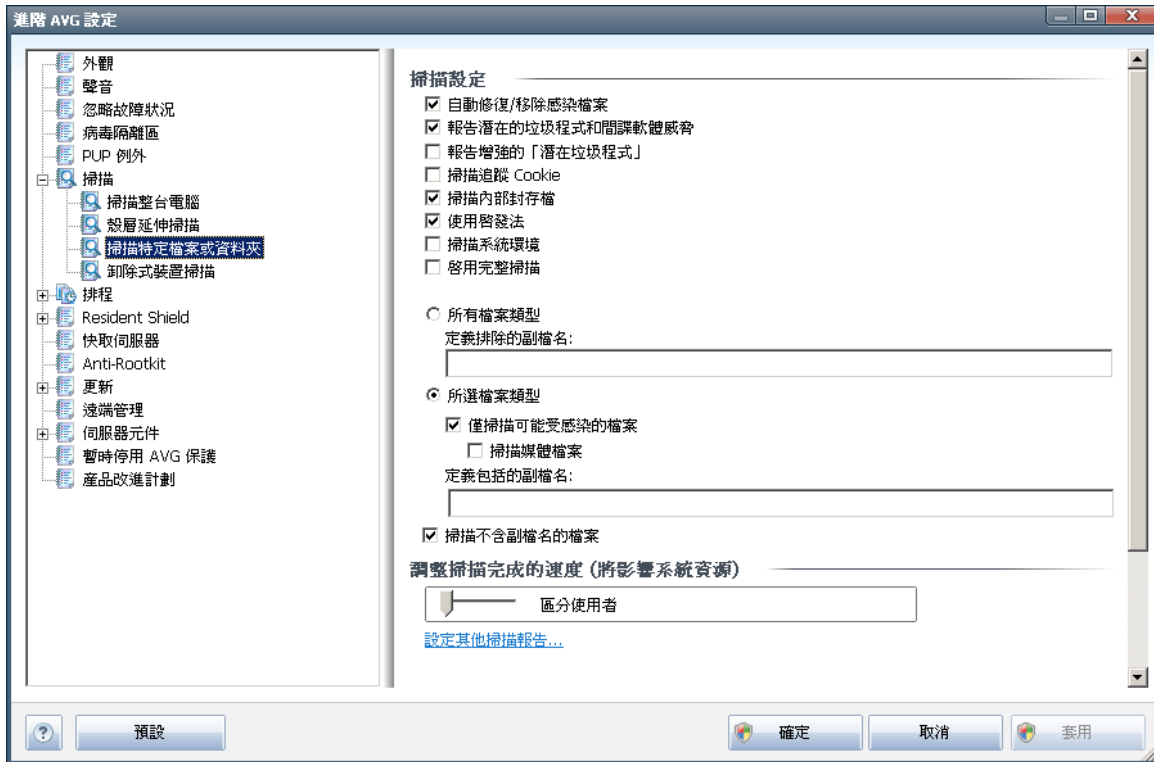 進階 AVG 設定
外觀
聲音
忽略故障狀況
病毒隔離區
PUP 例外
掃描
掃描整台電腦
殼層延伸掃描
掃描特定檔案或資料夾
卸除式裝置掃描
排程
Resident Shield
快取伺服器
Anti-Rootkit
更新
遠端管理
伺服器元件
暫時停用 AVG 保護
產品改進計劃
掃描設定
自動修復/移除感染檔案
報告潛在的垃圾程式和間諜軟體威脅
報告增強的「潛在垃圾程式」
掃描追蹤 Cookie
掃描內部封存檔
使用啟發法
掃描系統環境
啟用完整掃描
所有檔案類型
定義排除的副檔名:
所選檔案類型
僅掃描可能受感染的檔案
掃描媒體檔案
定義包括的副檔名:
掃描不含副檔名的檔案
調整掃描完成的速度 (將影響系統資源)
區分使用者
設定其他掃描報告...
預設
確定
取消
套用